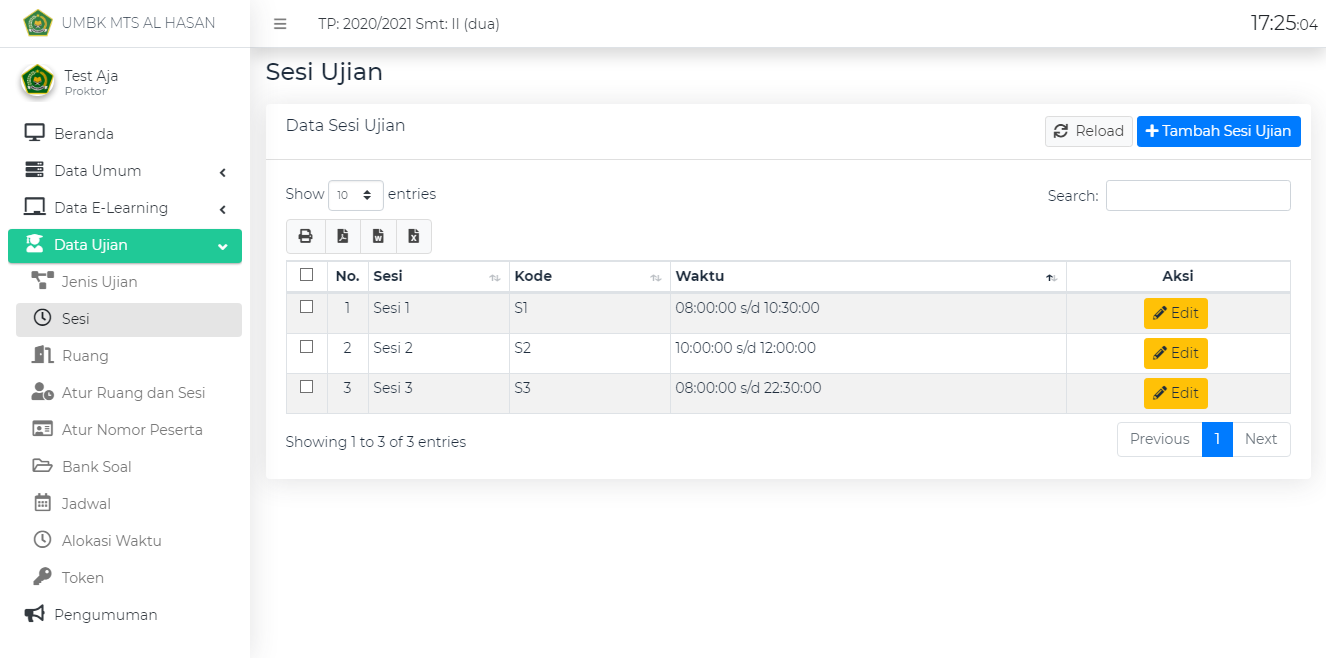 UMBK MTS AL HASAN
TP: 2020/2021 Smt: II (dua)
17:25:04
Test Aja
Proktor
Beranda
Data Umum
Data E-Learning
Data Ujian
Jenis Ujian
Sesi
Ruang
Atur Ruang dan Sesi
Atur Nomor Peserta
Bank Soal
Jadwal
Alokasi Waktu
Token
Pengumuman
Sesi Ujian
Data Sesi Ujian
Reload
Tambah Sesi Ujian
Show 10 entries
Search:
No. Sesi Kode Waktu Aksi
1 Sesi 1 S1 08:00:00 s/d 10:30:00 Edit
2 Sesi 2 S2 10:00:00 s/d 12:00:00 Edit
3 Sesi 3 S3 08:00:00 s/d 22:30:00 Edit
Showing 1 to 3 of 3 entries
Previous 1 Next